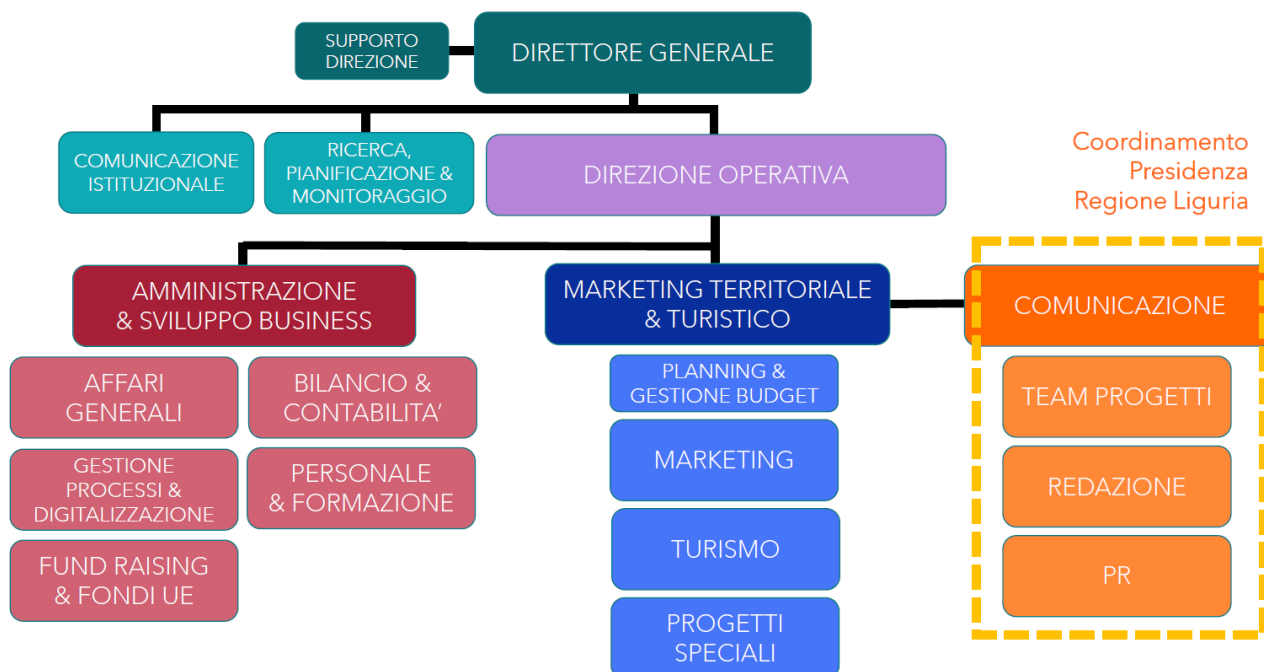 SUPPORTO
DIREZIONE
DIRETTORE GENERALE
COMUNICAZIONE
ISTITUZIONALE
RICERCA,
PIANIFICAZIONE &
MONITORAGGIO
DIREZIONE OPERATIVA
Coordinamento
Presidenza
Regione Liguria
AMMINISTRAZIONE
& SVILUPPO BUSINESS
MARKETING TERRITORIALE
& TURISTICO
COMUNICAZIONE
AFFARI
GENERALI
BILANCIO &
CONTABILITA’
GESTIONE
PROCESSI &
DIGITALIZZAZIONE
PERSONALE
& FORMAZIONE
FUND RAISING
& FONDI UE
PLANNING &
GESTIONE BUDGET
MARKETING
TURISMO
PROGETTI
SPECIALI
TEAM PROGETTI
REDAZIONE
PR